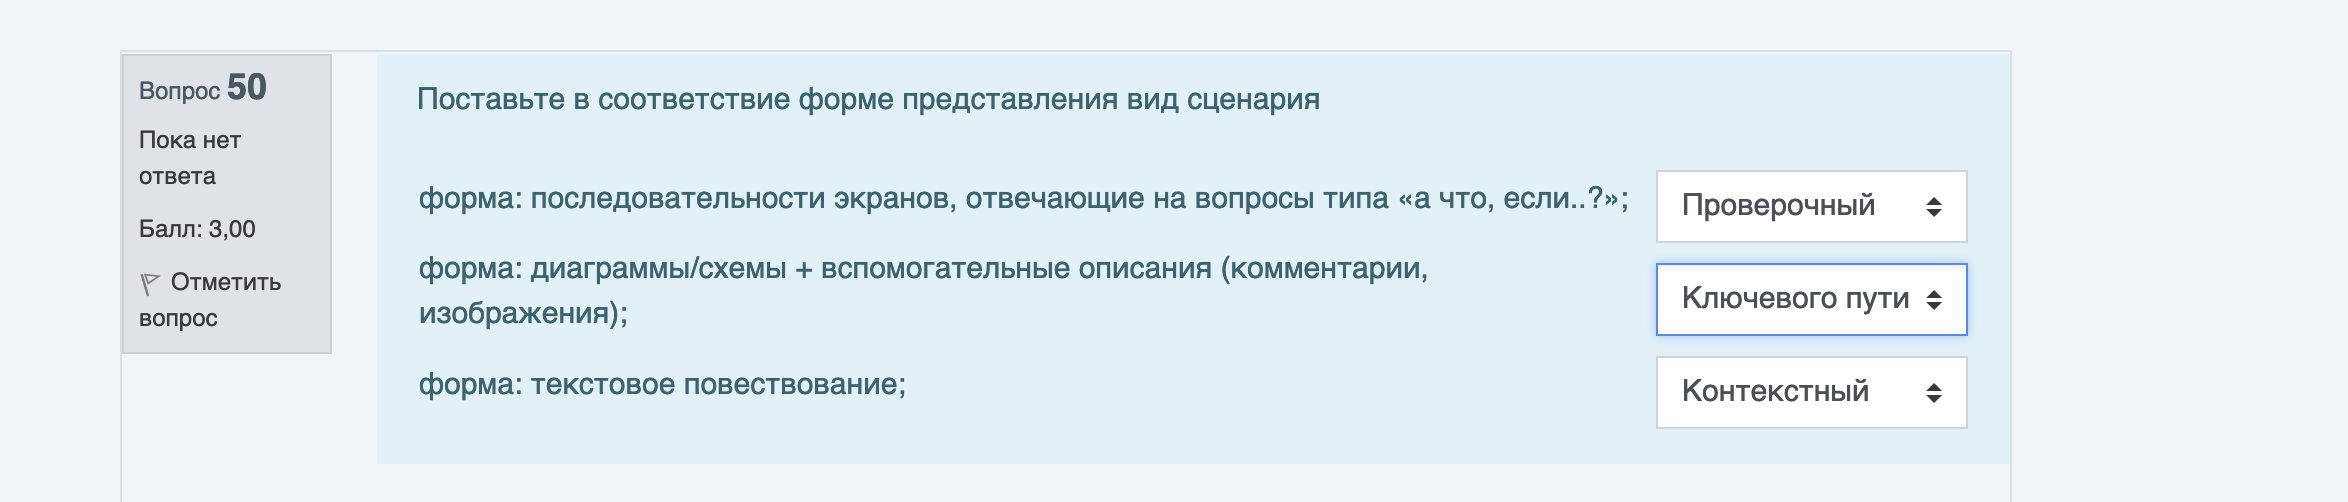 Вопрос 50
Пока нет
ответа
Балл: 3,00
Отметить
вопрос
Поставьте в соответствие форме представления вид сценария
форма: последовательности экранов, отвечающие на вопросы типа «а что, если..?»;
Проверочный
форма: диаграммы/схемы + вспомогательные описания (комментарии,
изображения);
Ключевого пути
форма: текстовое повествование;
Контекстный